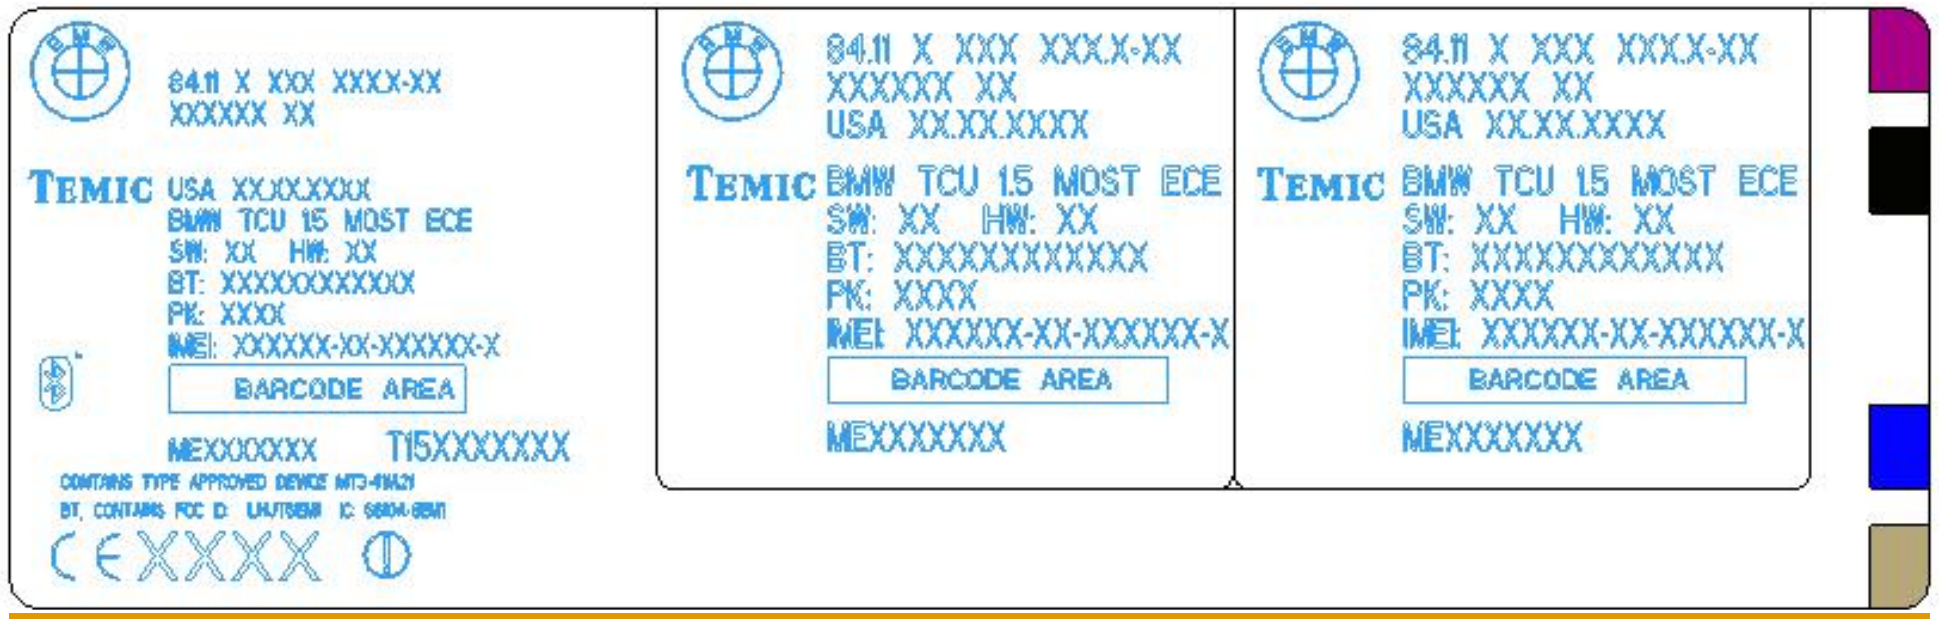 BMW
84.11 X XXX XXX.X-XX
XXXXXX XX
TEMIC USA XX.XX.XXXX
BMW TCU 1.5 MOST ECE
SW: XX HW: XX
BT: XXXXXXXXXXXX
PK: XXXX
IMEI: XXXXXX-XX-XXXXXX-X
BARCODE AREA
MEXXXXXXX T15XXXXXXX
CONTAINS TYPE APPROVED DEVICE
BT, CONTAINS FCC ID: IC:
CE XXXX
BMW
84.11 X XXX XXX.X-XX
XXXXXX XX
USA XX.XX.XXXX
TEMIC BMW TCU 1.5 MOST ECE
SW: XX HW: XX
BT: XXXXXXXXXXXX
PK: XXXX
IMEI: XXXXXX-XX-XXXXXX-X
BARCODE AREA
MEXXXXXXX
BMW
84.11 X XXX XXX.X-XX
XXXXXX XX
USA XX.XX.XXXX
TEMIC BMW TCU 1.5 MOST ECE
SW: XX HW: XX
BT: XXXXXXXXXXXX
PK: XXXX
IMEI: XXXXXX-XX-XXXXXX-X
BARCODE AREA
MEXXXXXXX